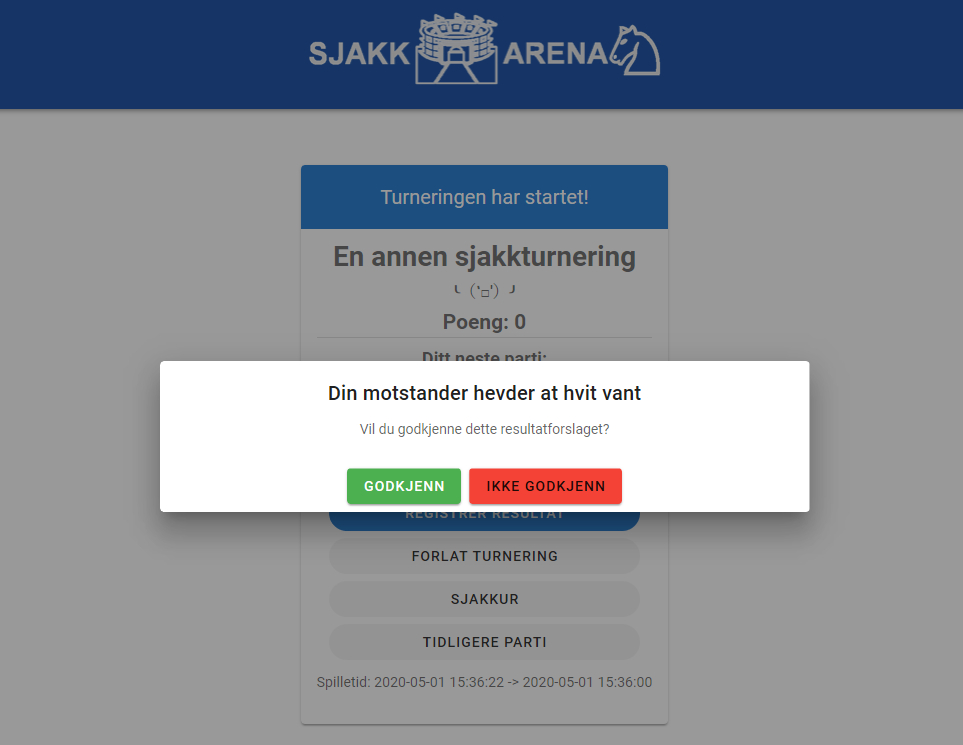 SJAKK ARENA
Turneringen har startet!
En annen sjakkturnering
╰ ('□') ╯
Poeng: 0
Ditt neste parti:
Din motstander hevder at hvit vant
Vil du godkjenne dette resultatforslaget?
GODKJENN IKKE GODKJENN
REGISTRER RESULTAT
FORLAT TURNERING
SJAKKUR
TIDLIGERE PARTI
Spilletid: 2020-05-01 15:36:22 -> 2020-05-01 15:36:00